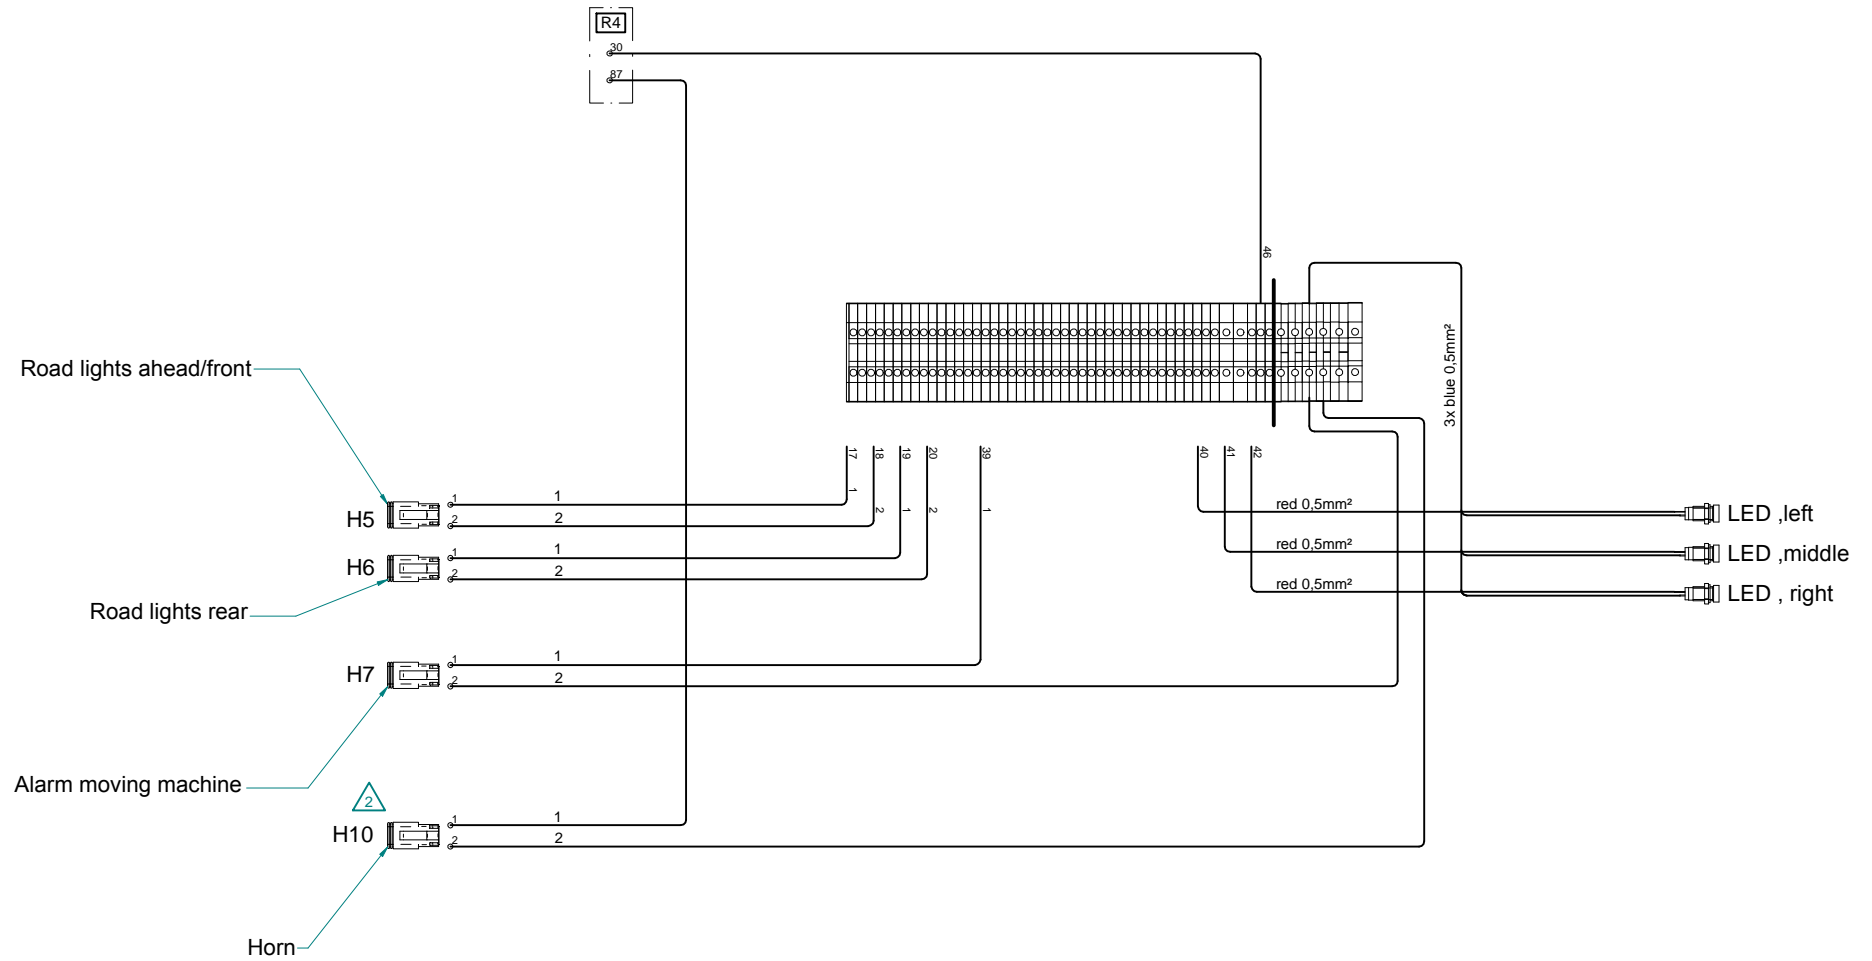 R4
30
87
46
3x blue 0,5mm²
Road lights ahead/front
17
18
19
20
39
40
41
42
1
2
1
2
1
H5
1
1
2
2
red 0,5mm²
LED ,left
H6
1
1
2
2
red 0,5mm²
LED ,middle
red 0,5mm²
LED , right
Road lights rear
H7
1
1
2
2
Alarm moving machine
2
H10
1
1
2
2
Horn